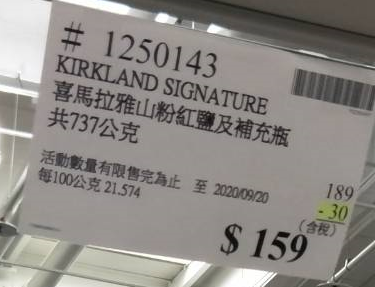 # 1250143
KIRKLAND SIGNATURE
喜馬拉雅山粉紅鹽及補充瓶
共737公克
活動數量有限售完為止 至 2020/09/20
每100公克 21.574
189
- 30
(含稅)
$ 159